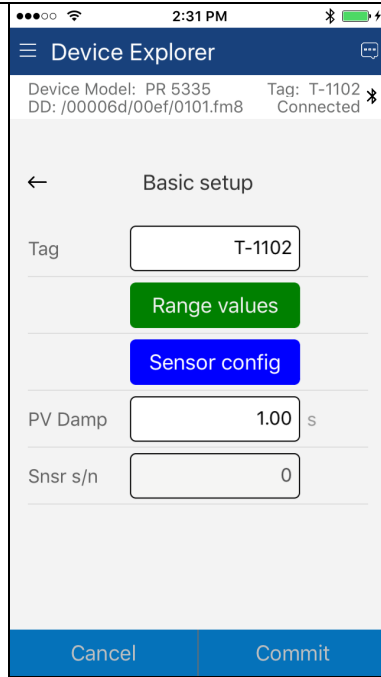 2:31 PM
Device Explorer
Device Model: PR 5335 Tag: T-1102
DD: /00006d/00ef/0101.fm8 Connected
Basic setup
Tag T-1102
Range values
Sensor config
PV Damp 1.00 s
Snsr s/n 0
Cancel Commit